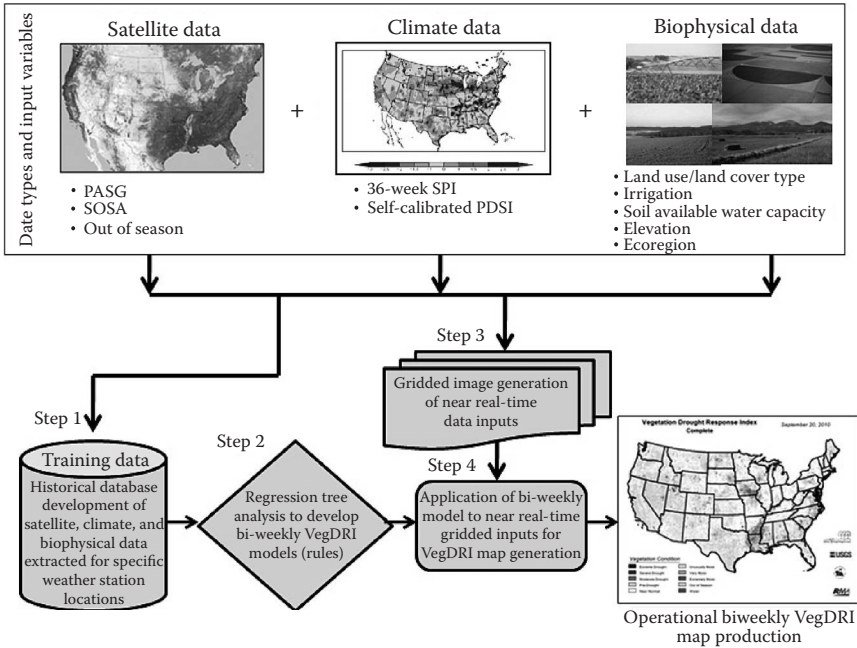 Date types and input variables
Satellite data
+
Climate data
+
Biophysical data
• PASG
• SOSA
• Out of season
• 36-week SPI
• Self-calibrated PDSI
• Land use/land cover type
• Irrigation
• Soil available water capacity
• Elevation
• Ecoregion
Step 1
Training data
Historical database
development of
satellite, climate, and
biophysical data
extracted for specific
weather station
locations
Step 2
Regression tree
analysis to develop
bi-weekly VegDRI
models (rules)
Step 3
Gridded image generation
of near real-time
data inputs
Step 4
Application of bi-weekly
model to near real-time
gridded inputs for
VegDRI map generation
Vegetation Drought Response Index
Complete
September 20, 2010
Vegetation Condition
USGS
RMA
Operational biweekly VegDRI
map production